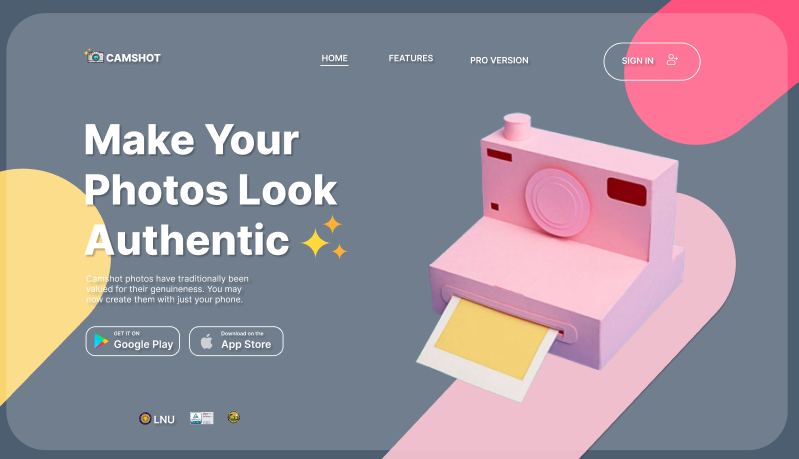 CAMSHOT
HOME
FEATURES
PRO VERSION
SIGN IN
Make Your
Photos Look
Authentic
Camshot photos have traditionally been
valued for their genuineness. You may
now create them with just your phone.
GET IT ON
Google Play
Download on the
App Store
LNU